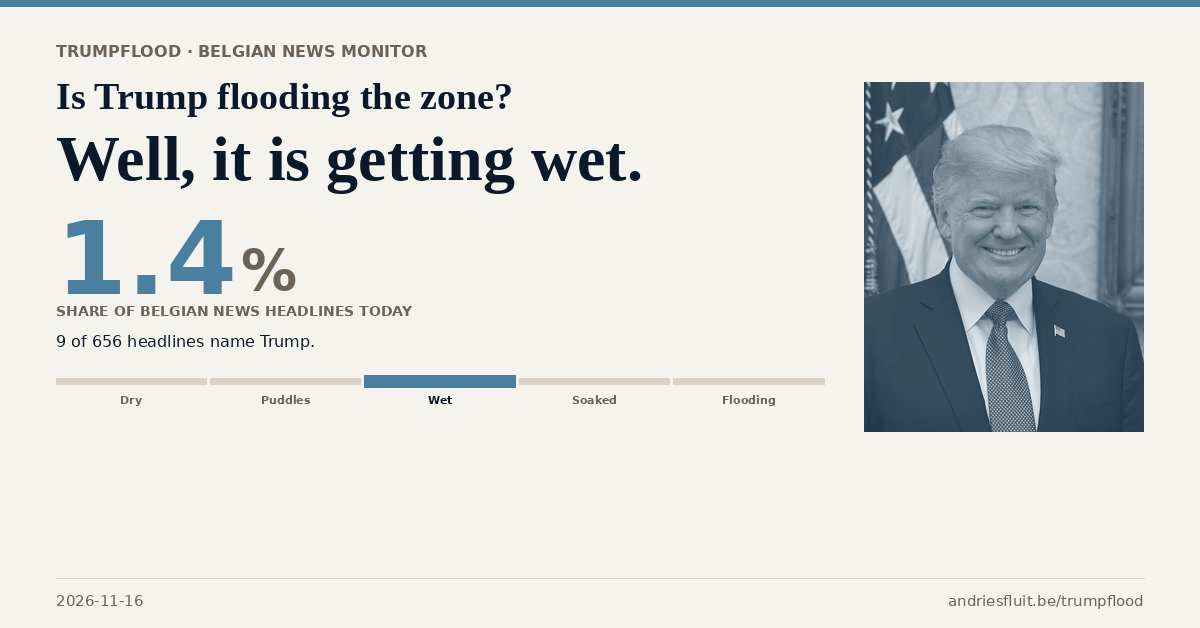 TRUMPFLOOD · BELGIAN NEWS MONITOR
Is Trump flooding the zone?
Well, it is getting wet.
1.4%
SHARE OF BELGIAN NEWS HEADLINES TODAY
9 of 656 headlines name Trump.
Dry Puddles Wet Soaked Flooding
2026-11-16 andriesfluit.be/trumpflood